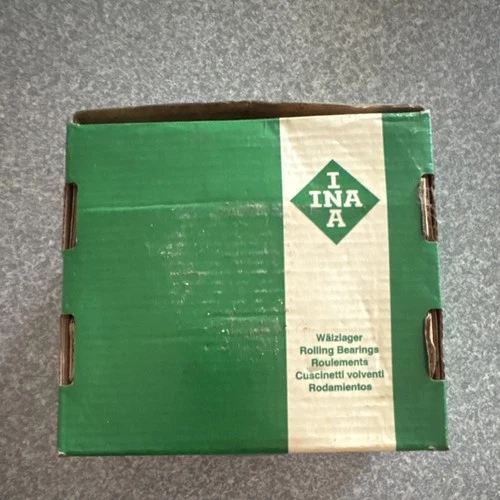 I
INA
A
Wälzlager
Rolling Bearings
Roulements
Cuscinetti volventi
Rodamientos